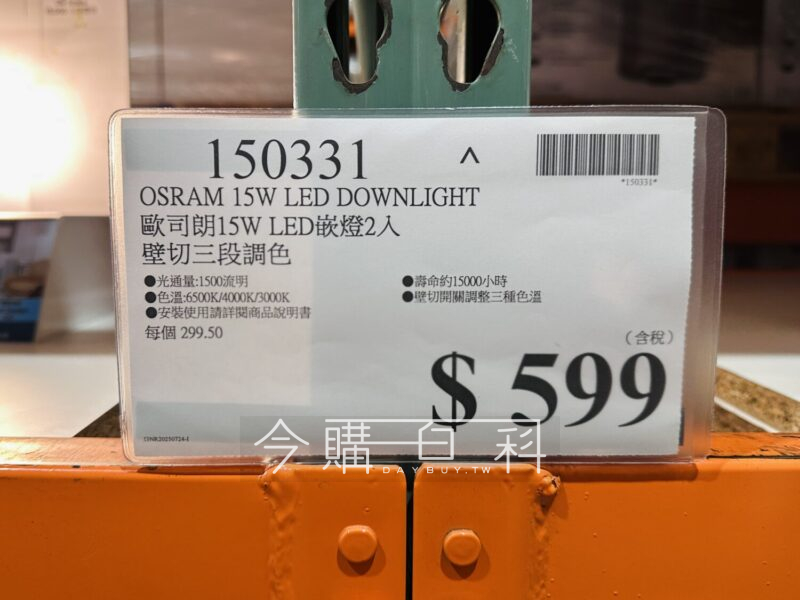 150331
^
*150331*
OSRAM 15W LED DOWNLIGHT
歐司朗15W LED嵌燈2入
壁切三段調色
●光通量:1500流明
●壽命約15000小時
●色溫:6500K/4000K/3000K
●壁切開關調整三種色溫
●安裝使用請詳閱商品說明書
每個 299.50
(含稅)
$ 599
今購百科
DAYBUY.TW